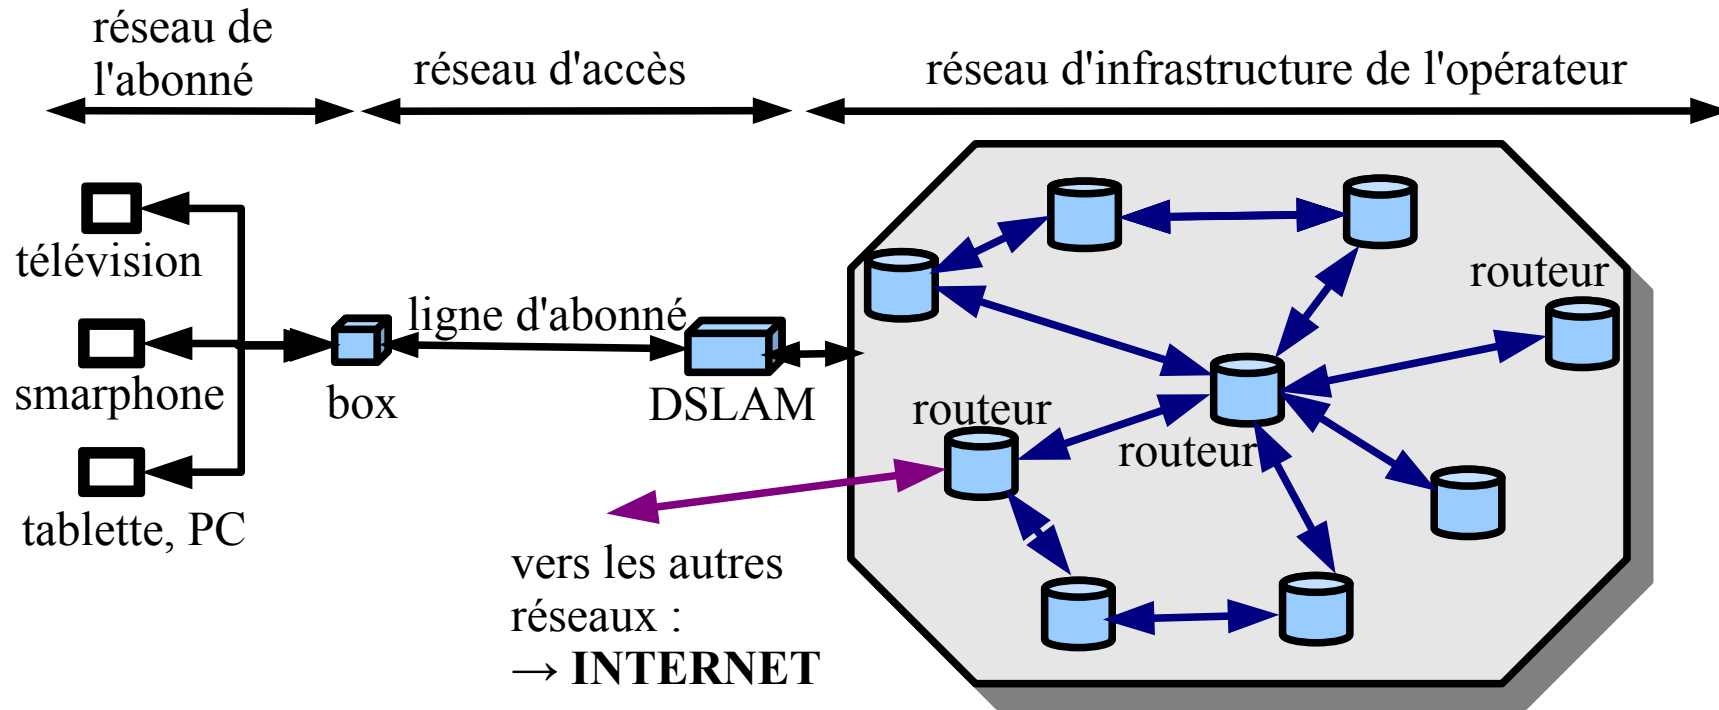 réseau de
l'abonné
réseau d'accès
réseau d'infrastructure de l'opérateur
télévision
smarphone
tablette, PC
box
ligne d'abonné
DSLAM
routeur
routeur
routeur
vers les autres
réseaux :
→ INTERNET